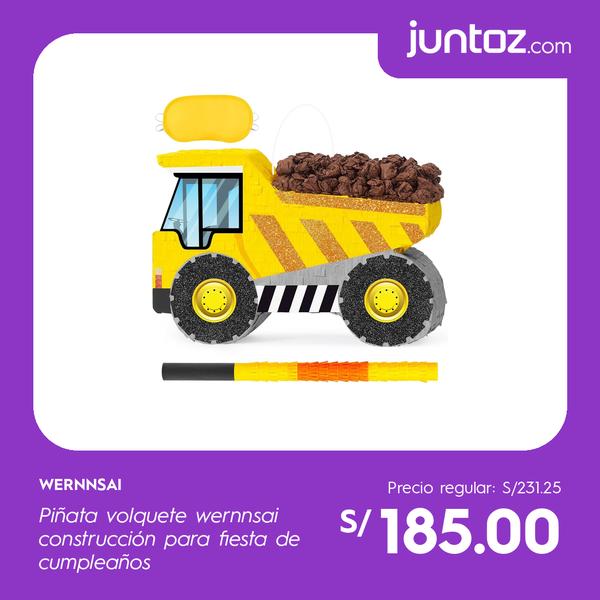 juntoz.com
WERNNSAI
Piñata volquete wernnsai
construcción para fiesta de
cumpleaños
Precio regular: S/231.25
S/185.00